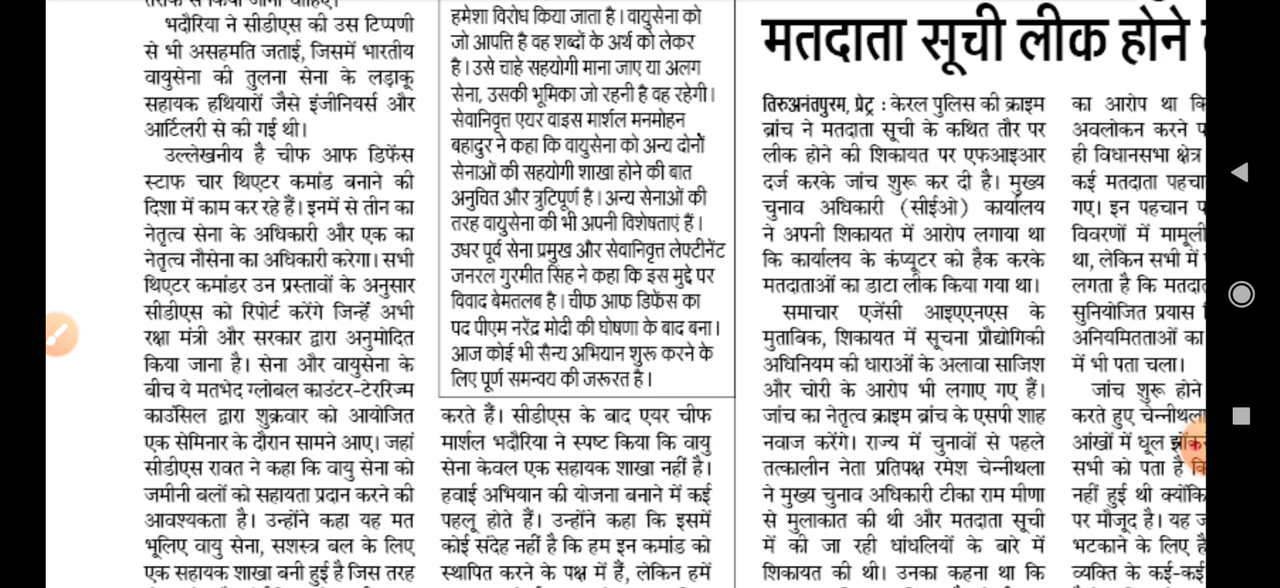 भदौरिया ने सीडीएस की उस टिप्पणी
से भी असहमति जताई, जिसमें भारतीय
वायुसेना की तुलना सेना के लड़ाकू
सहायक हथियारों जैसे इंजीनियर्स और
आर्टिलरी से की गई थी।
उल्लेखनीय है चीफ आफ डिफेंस
स्टाफ चार थिएटर कमांड बनाने की
दिशा में काम कर रहे हैं। इनमें से तीन का
नेतृत्व सेना के अधिकारी और एक का
नेतृत्व नौसेना का अधिकारी करेगा। सभी
थिएटर कमांडर उन प्रस्तावों के अनुसार
सीडीएस को रिपोर्ट करेंगे जिन्हें अभी
रक्षा मंत्री और सरकार द्वारा अनुमोदित
किया जाना है। सेना और वायुसेना के
बीच ये मतभेद ग्लोबल काउंटर-टेररिज्म
काउंसिल द्वारा शुक्रवार को आयोजित
एक सेमिनार के दौरान सामने आए। जहां
सीडीएस रावत ने कहा कि वायु सेना को
जमीनी बलों को सहायता प्रदान करने की
आवश्यकता है। उन्होंने कहा यह मत
भूलिए वायु सेना, सशस्त्र बल के लिए
एक सहायक शाखा बनी हुई है जिस तरह
हमेशा विरोध किया जाता है। वायुसेना को
जो आपत्ति है वह शब्दों के अर्थ को लेकर
है। उसे चाहे सहयोगी माना जाए या अलग
सेना, उसकी भूमिका जो रहनी है वह रहेगी।
सेवानिवृत्त एयर वाइस मार्शल मनमोहन
बहादुर ने कहा कि वायुसेना को अन्य दोनों
सेनाओं की सहयोगी शाखा होने की बात
अनुचित और त्रुटिपूर्ण है। अन्य सेनाओं की
तरह वायुसेना की भी अपनी विशेषताएं हैं।
उधर पूर्व सेना प्रमुख और सेवानिवृत्त लेफ्टीनेंट
जनरल गुरमीत सिंह ने कहा कि इस मुद्दे पर
विवाद बेमतलब है। चीफ आफ डिफेंस का
पद पीएम नरेंद्र मोदी की घोषणा के बाद बना।
आज कोई भी सैन्य अभियान शुरू करने के
लिए पूर्ण समन्वय की जरूरत है।
करते हैं। सीडीएस के बाद एयर चीफ
मार्शल भदौरिया ने स्पष्ट किया कि वायु
सेना केवल एक सहायक शाखा नहीं है।
हवाई अभियान की योजना बनाने में कई
पहलू होते हैं। उन्होंने कहा कि इसमें
कोई संदेह नहीं है कि हम इन कमांड को
स्थापित करने के पक्ष में हैं, लेकिन हमें
मतदाता सूची लीक होने
तिरुअनंतपुरम, प्रेट्र : केरल पुलिस की क्राइम
ब्रांच ने मतदाता सूची के कथित तौर पर
लीक होने की शिकायत पर एफआइआर
दर्ज करके जांच शुरू कर दी है। मुख्य
चुनाव अधिकारी (सीईओ) कार्यालय
ने अपनी शिकायत में आरोप लगाया था
कि कार्यालय के कंप्यूटर को हैक करके
मतदाताओं का डाटा लीक किया गया था।
समाचार एजेंसी आइएएनएस के
मुताबिक, शिकायत में सूचना प्रौद्योगिकी
अधिनियम की धाराओं के अलावा साजिश
और चोरी के आरोप भी लगाए गए हैं।
जांच का नेतृत्व क्राइम ब्रांच के एसपी शाह
नवाज करेंगे। राज्य में चुनावों से पहले
तत्कालीन नेता प्रतिपक्ष रमेश चेन्नीथला
ने मुख्य चुनाव अधिकारी टीका राम मीणा
से मुलाकात की थी और मतदाता सूची
में की जा रही धांधलियों के बारे में
शिकायत की थी। उनका कहना था कि
का आरोप था कि
अवलोकन करने
ही विधानसभा क्षेत्र
कई मतदाता पहचा
गए। इन पहचान
विवरणों में मामूली
था, लेकिन सभी में
लगता है कि मतदा
सुनियोजित प्रयास
अनियमितताओं का
में भी पता चला।
जांच शुरू होने
करते हुए चेन्नीथला
आंखों में धूल
सभी को पता है
नहीं हुई थी क्योंकि
पर मौजूद है। यह
भटकाने के लिए है
व्यक्ति के कई-कई